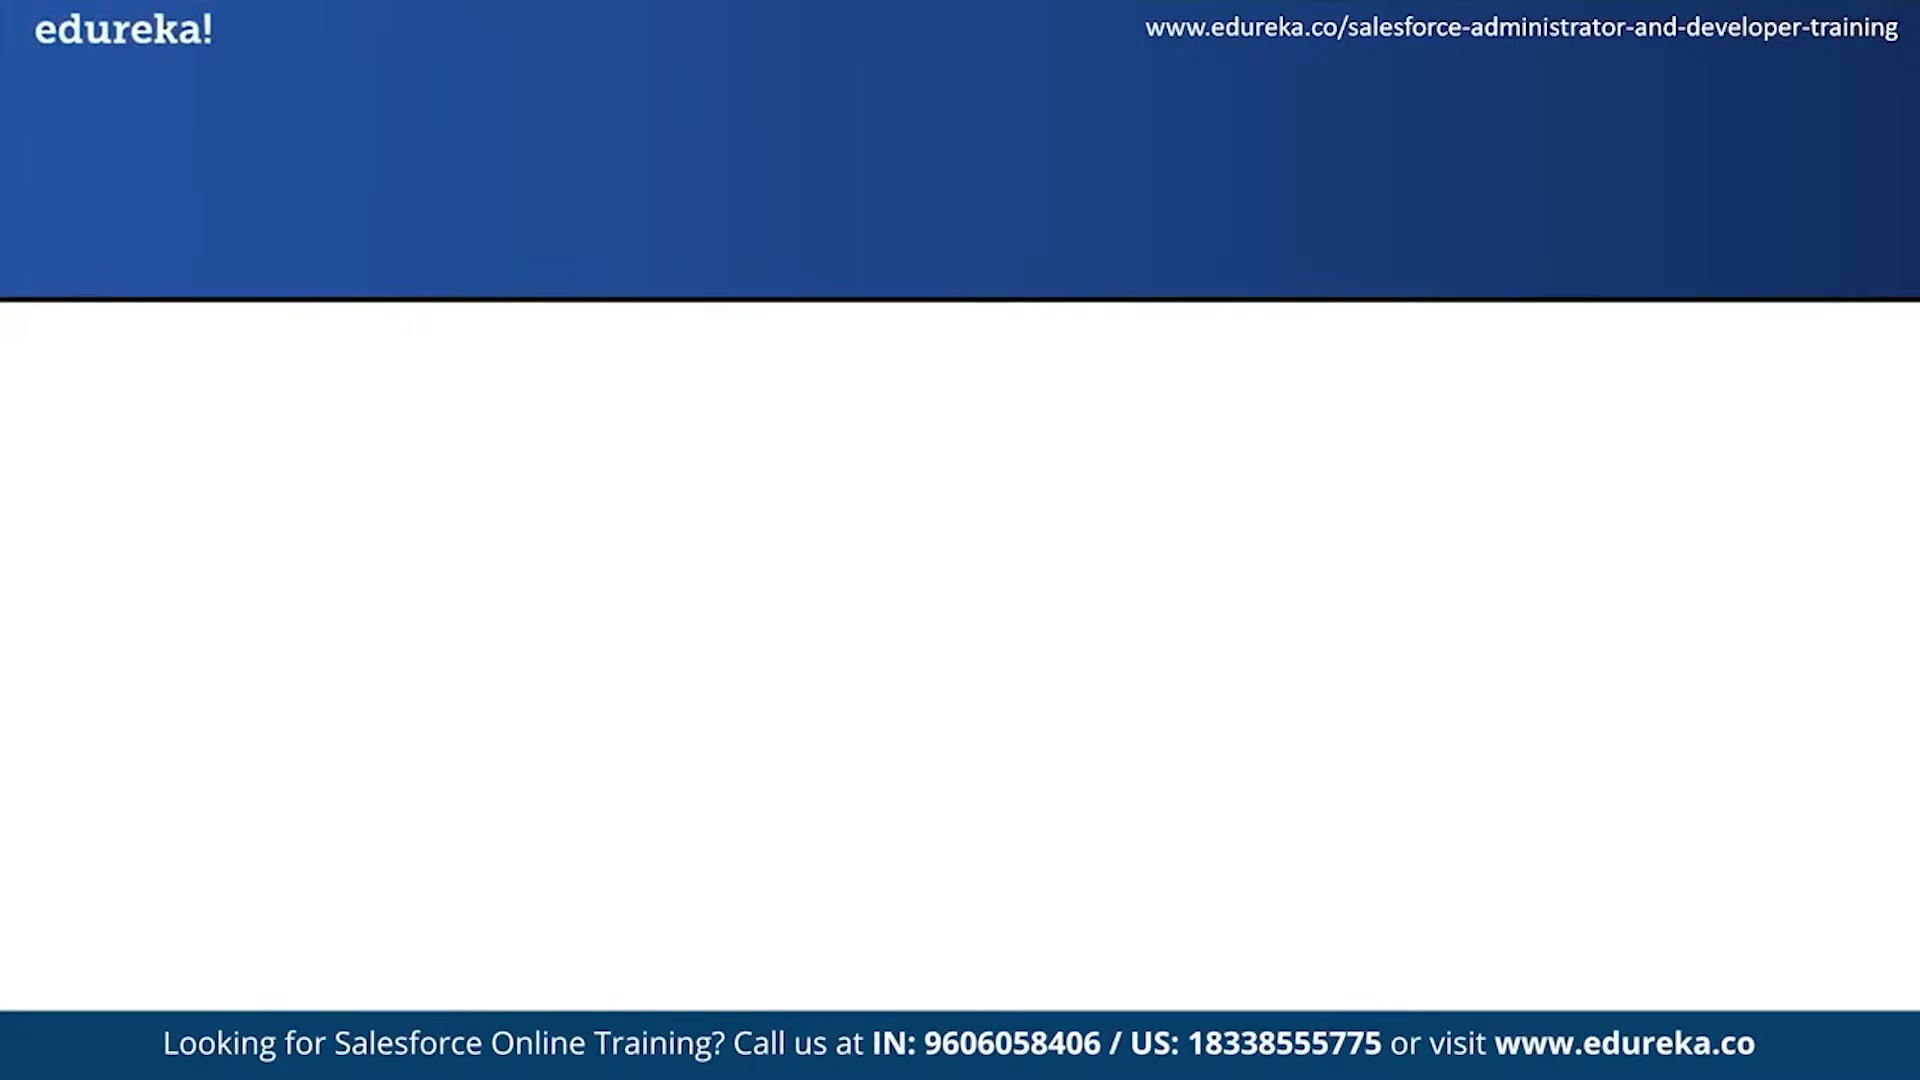 edureka!
www.edureka.co/salesforce-administrator-and-developer-training
Looking for Salesforce Online Training? Call us at IN: 9606058406 / US: 18338555775 or visit www.edureka.co